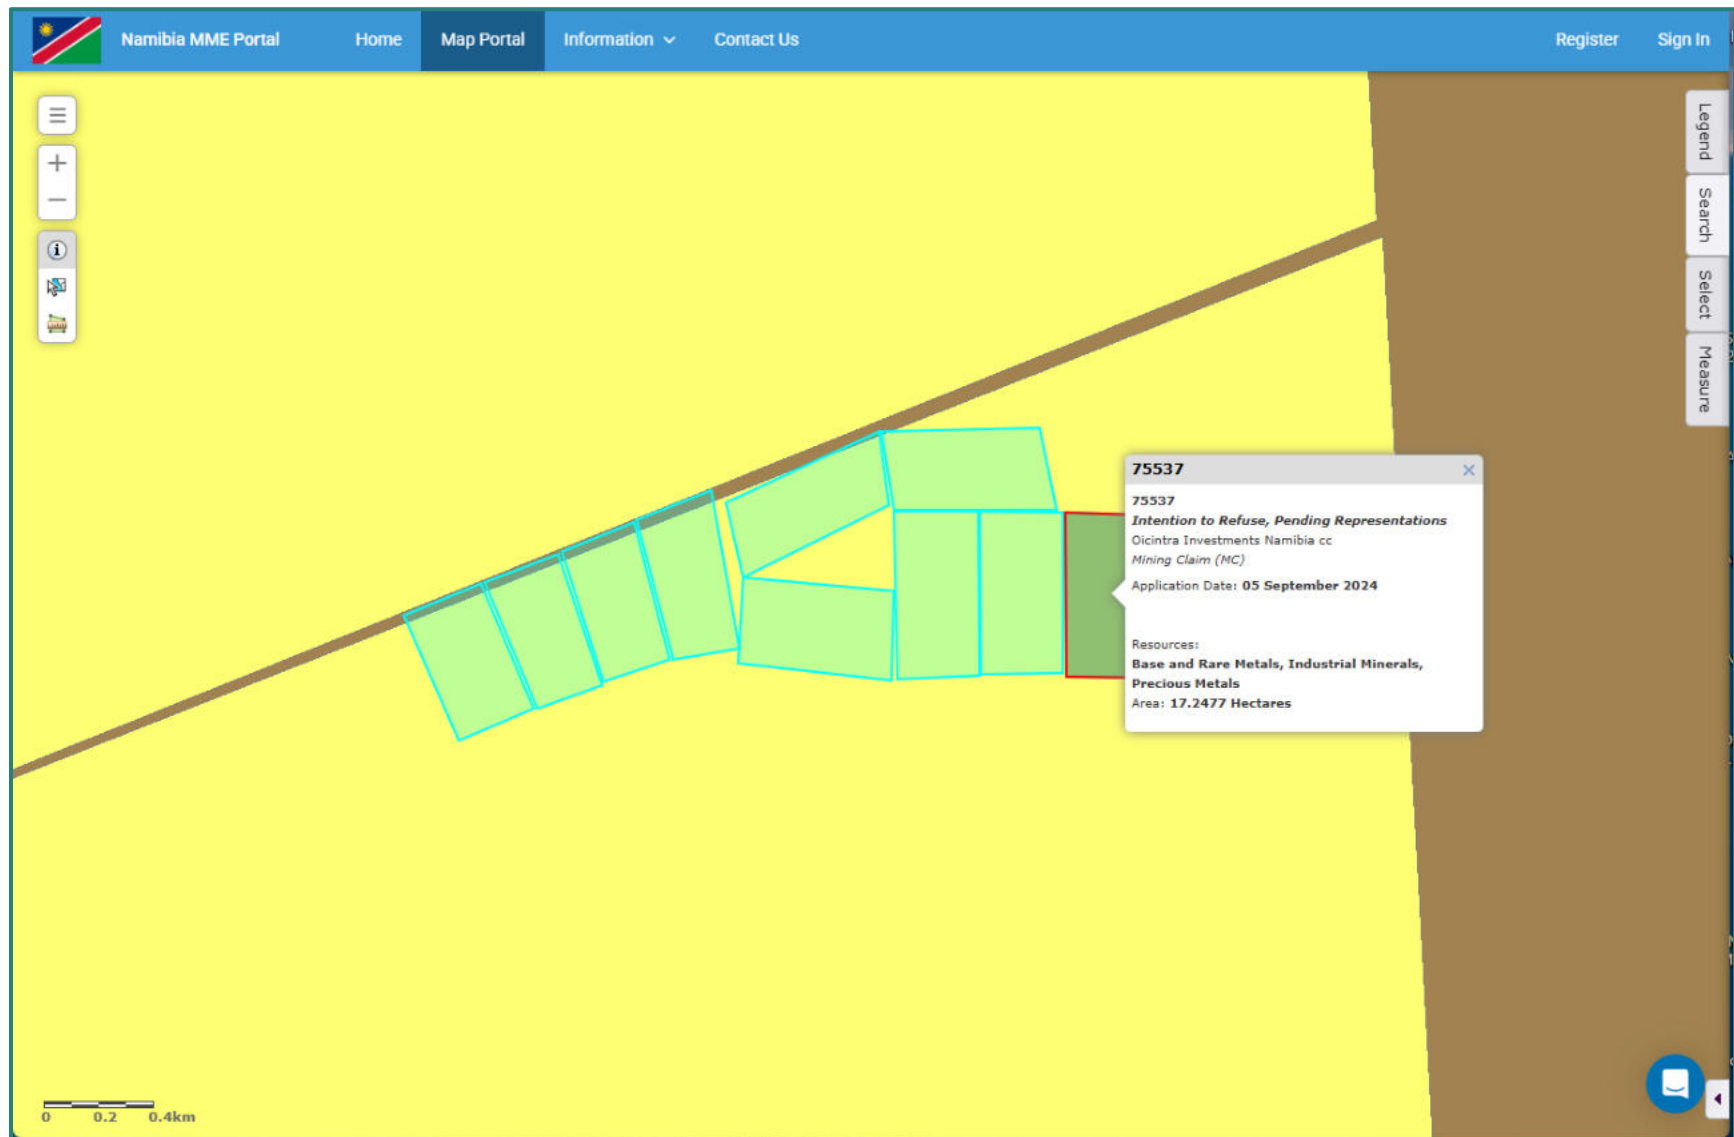 Namibia MME Portal
Home
Map Portal
Information
Contact Us
Register
Sign In
Legend
Search
Select
Measure
75537
75537
Intention to Refuse, Pending Representations
Oicintra Investments Namibia cc
Mining Claim (MC)
Application Date: 05 September 2024
Resources:
Base and Rare Metals, Industrial Minerals,
Precious Metals
Area: 17.2477 Hectares
0 0.2 0.4km